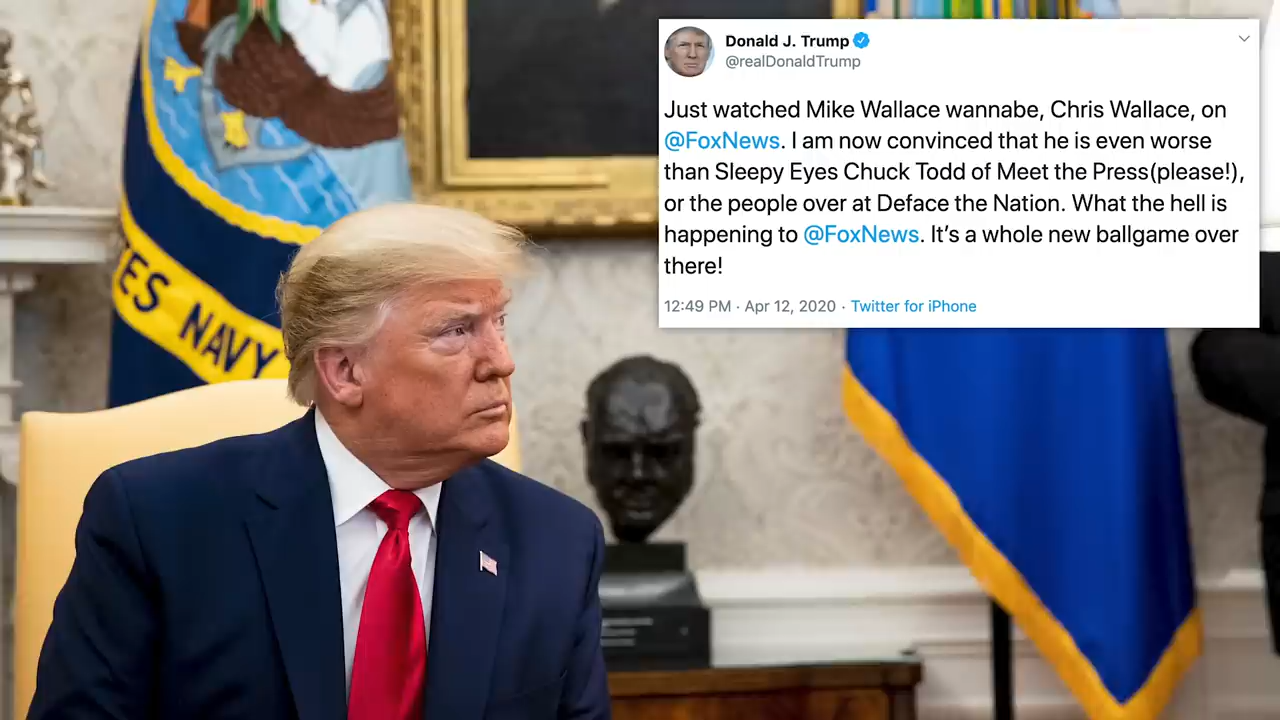 Donald J. Trump
@realDonaldTrump
Just watched Mike Wallace wannabe, Chris Wallace, on
@FoxNews. I am now convinced that he is even worse
than Sleepy Eyes Chuck Todd of Meet the Press(please!),
or the people over at Deface the Nation. What the hell is
happening to @FoxNews. It’s a whole new ballgame over
there!
12:49 PM · Apr 12, 2020 · Twitter for iPhone
ES NAVY